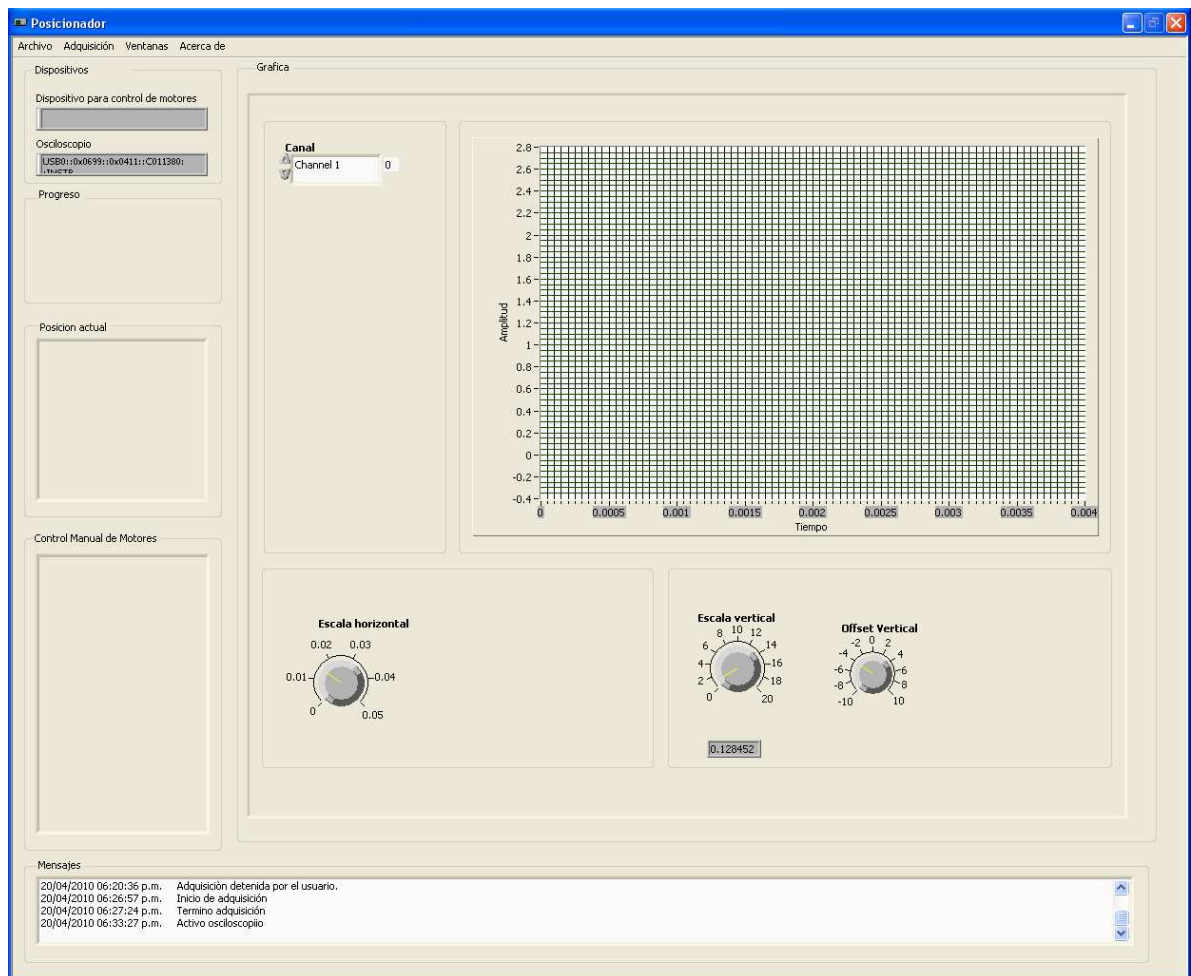 Posicionador
Archivo Adquisición Ventanas Acerca de
Dispositivos
Dispositivo para control de motores
Osciloscopio
USB0::0x0699::0x0411::C011380:
:INSTR
Progreso
Posicion actual
Control Manual de Motores
Grafica
Canal
Channel 1 0
2.8
2.6
2.4
2.2
2
1.8
1.6
1.4
1.2
1
0.8
0.6
0.4
0.2
0
-0.2
-0.4
Amplitud
0 0.0005 0.001 0.0015 0.002 0.0025 0.003 0.0035 0.004
Tiempo
Escala horizontal
0 0.01 0.02 0.03 0.04 0.05
Escala vertical
0 2 4 6 8 10 12 14 16 18 20
0.128452
Offset Vertical
-10 -8 -6 -4 -2 0 2 4 6 8 10
Mensajes
20/04/2010 06:20:36 p.m. Adquisiciòn detenida por el usuario.
20/04/2010 06:26:57 p.m. Inicio de adquisición
20/04/2010 06:27:24 p.m. Termino adquisición
20/04/2010 06:33:27 p.m. Activo osciloscopiio